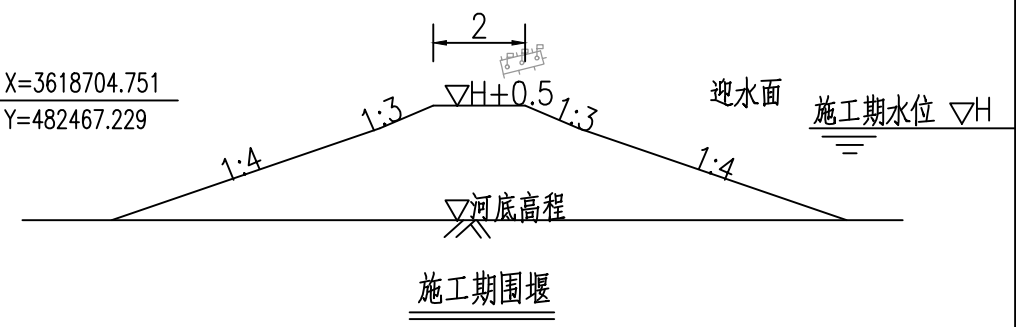 2
X=3618704.751
Y=482467.229
▽H+0.5
1:3
1:3
迎水面
施工期水位 ▽H
1:4
1:4
▽河底高程
施工期围堰